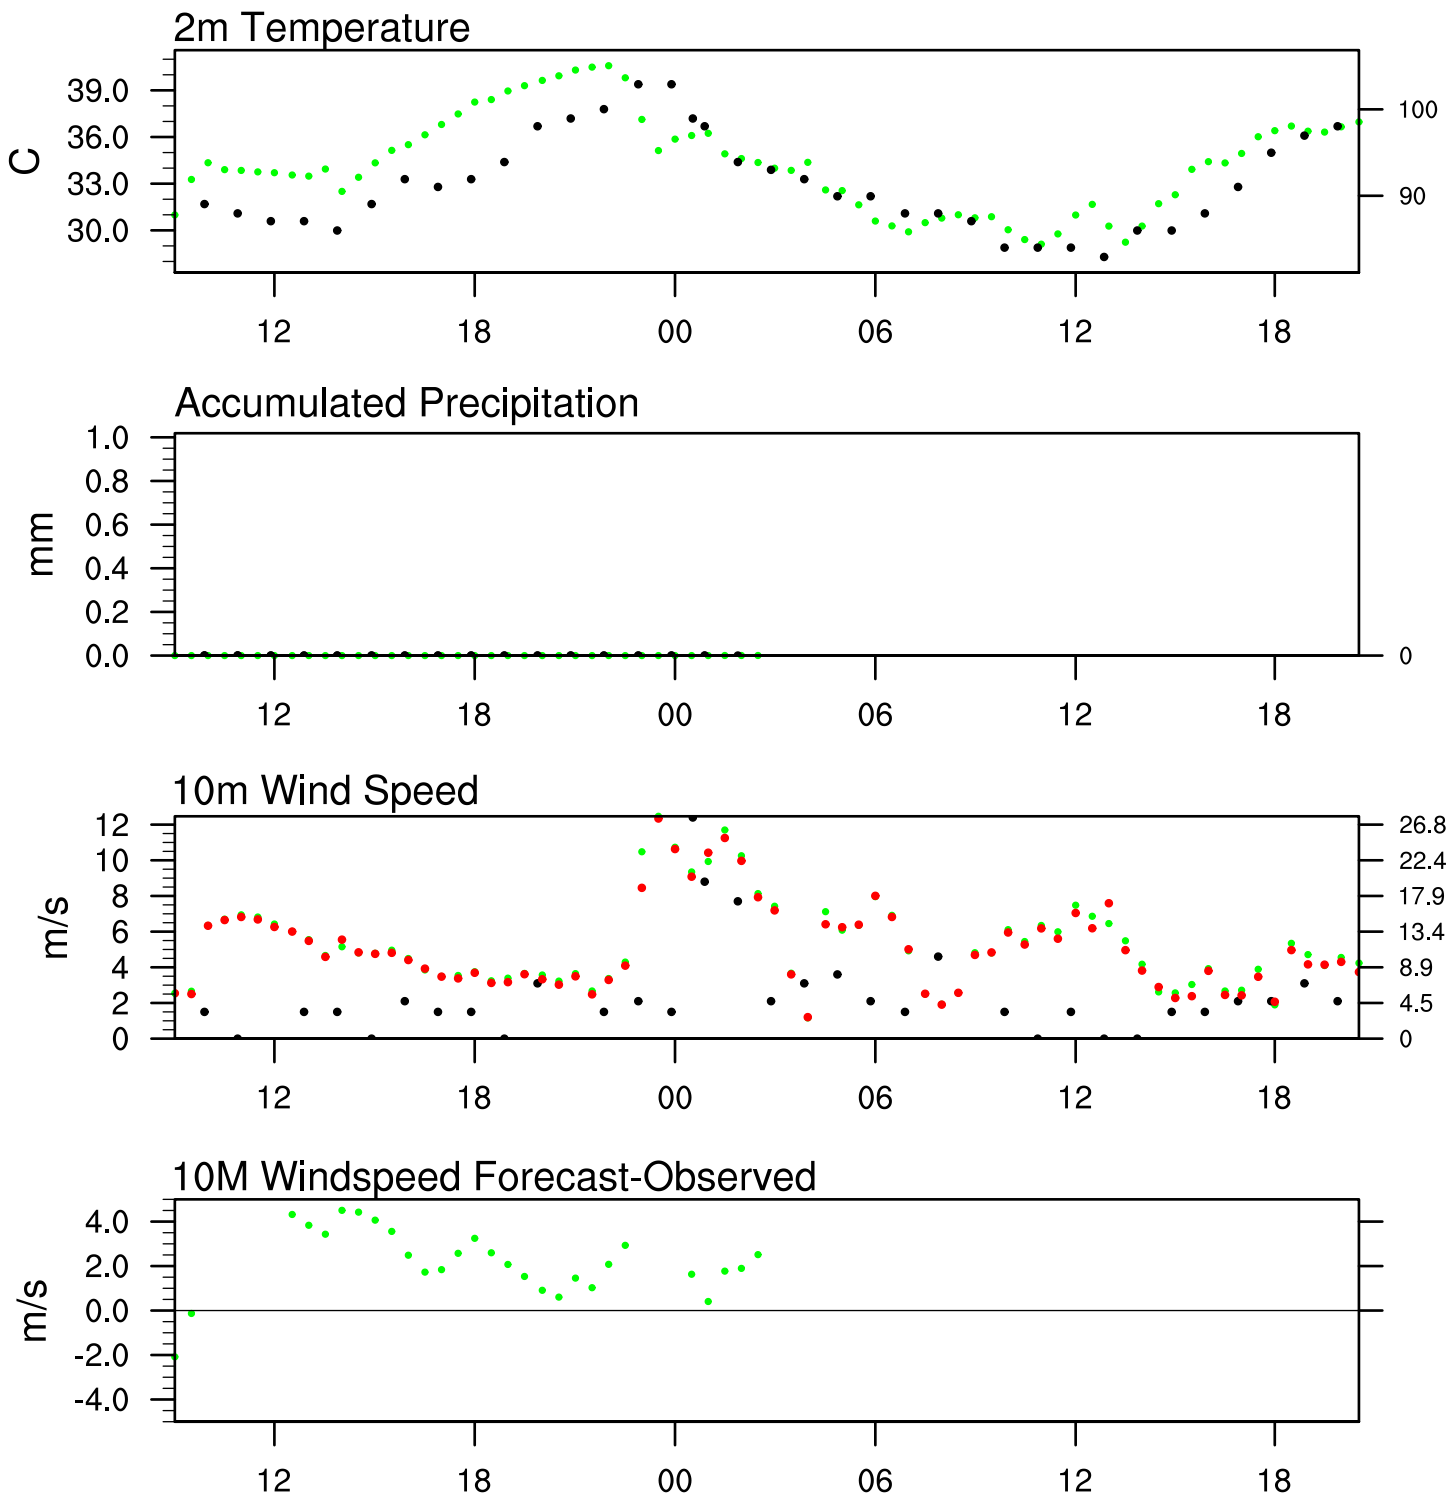 2m Temperature
39.0
36.0
33.0
30.0
C
100
90
12 18 00 06 12 18
Accumulated Precipitation
1.0
0.8
0.6
0.4
0.2
0.0
mm
0
12 18 00 06 12 18
10m Wind Speed
12
10
8
6
4
2
0
m/s
26.8
22.4
17.9
13.4
8.9
4.5
0
12 18 00 06 12 18
10M Windspeed Forecast-Observed
4.0
2.0
0.0
-2.0
-4.0
m/s
12 18 00 06 12 18